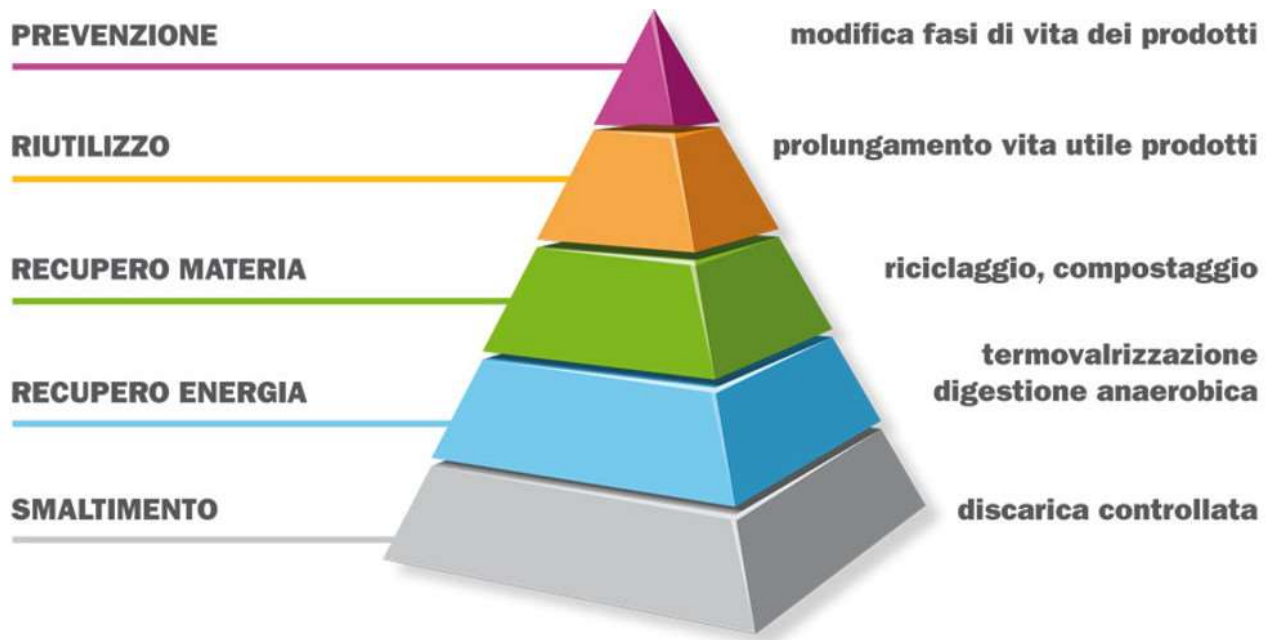 PREVENZIONE
modifica fasi di vita dei prodotti
RIUTILIZZO
prolungamento vita utile prodotti
RECUPERO MATERIA
riciclaggio, compostaggio
RECUPERO ENERGIA
termovalrizzazione
digestione anaerobica
SMALTIMENTO
discarica controllata